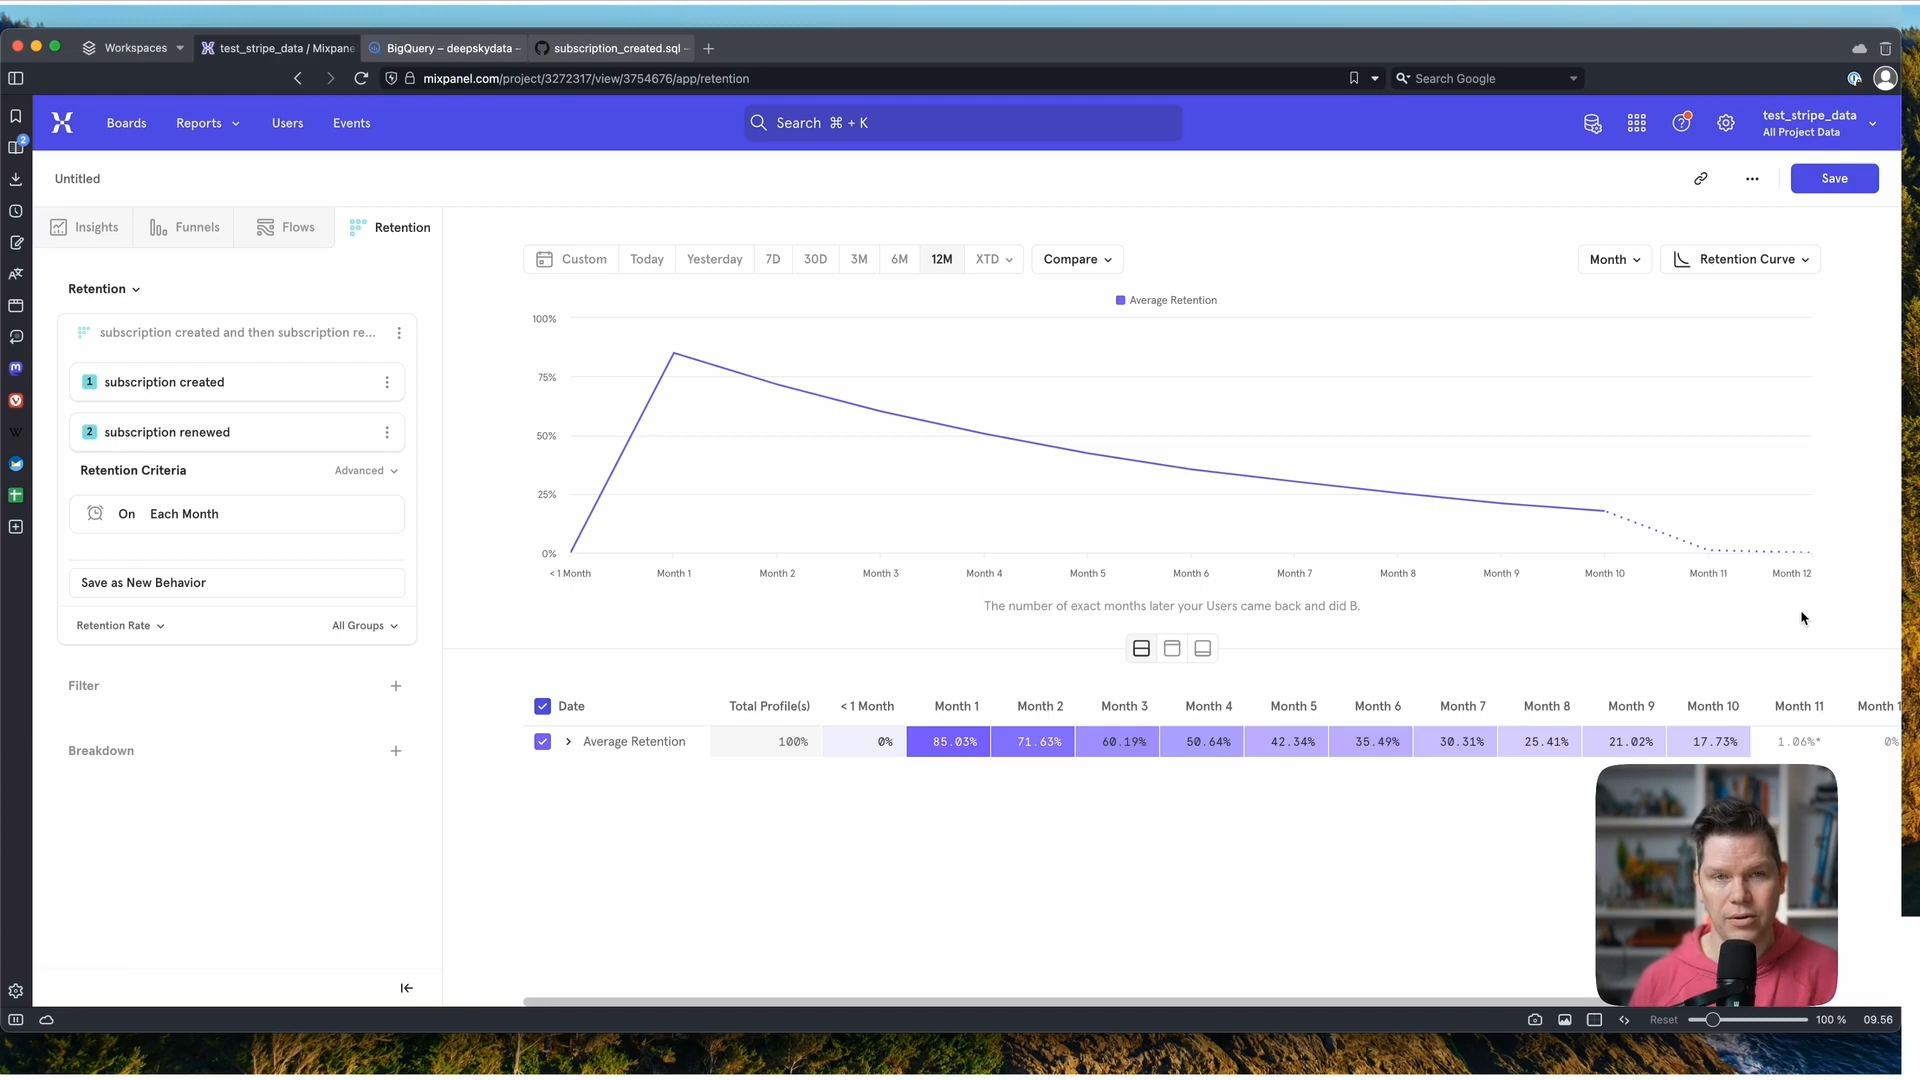 Workspaces
test_stripe_data / Mixpane
BigQuery – deepskydata -
subscription_created.sql -
mixpanel.com/project/3272317/view/3754676/app/retention
Search Google
2
Boards
Reports
Users
Events
Search ⌘ + K
test_stripe_data
All Project Data
Untitled
Save
Insights
Funnels
Flows
Retention
Custom
Today
Yesterday
7D
30D
3M
6M
12M
XTD
Compare
Month
Retention Curve
Retention
subscription created and then subscription re...
1 subscription created
2 subscription renewed
Retention Criteria
Advanced
On Each Month
Save as New Behavior
Retention Rate
All Groups
Filter
Breakdown
Average Retention
100%
75%
50%
25%
0%
< 1 Month
Month 1
Month 2
Month 3
Month 4
Month 5
Month 6
Month 7
Month 8
Month 9
Month 10
Month 11
Month 12
The number of exact months later your Users came back and did B.
Date Total Profile(s) < 1 Month Month 1 Month 2 Month 3 Month 4 Month 5 Month 6 Month 7 Month 8 Month 9 Month 10 Month 11 Month 1
Average Retention 100% 0% 85.03% 71.63% 60.19% 50.64% 42.34% 35.49% 30.31% 25.41% 21.02% 17.73% 1.06%* 0%
Reset
100 %
09.56